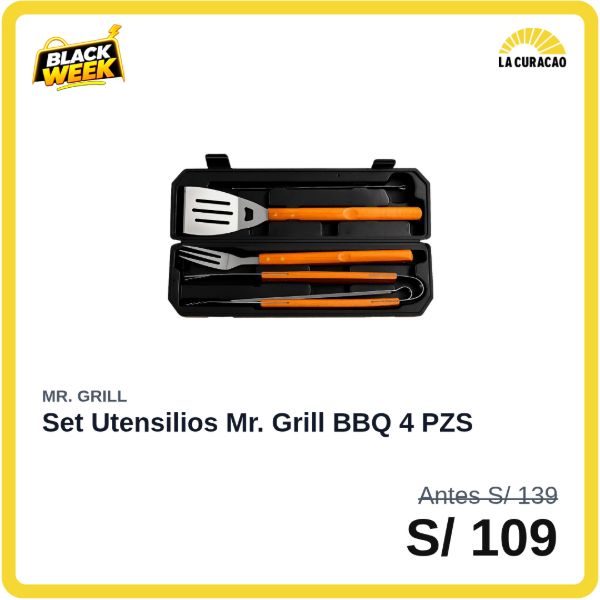 BLACK
WEEK
LA CURACAO
MR. GRILL
Set Utensilios Mr. Grill BBQ 4 PZS
Antes S/ 139
S/ 109